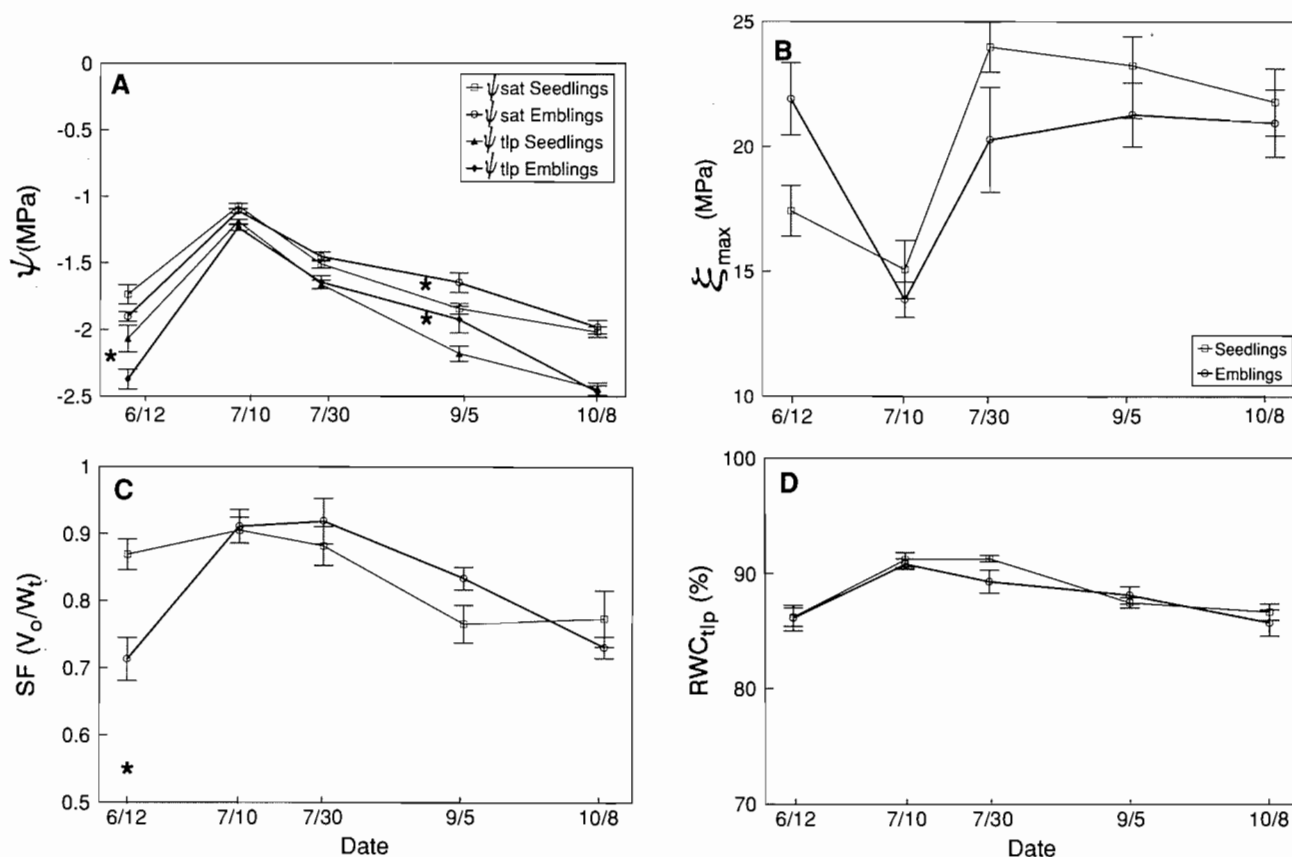 A
0
-0.5
-1
-1.5
-2
-2.5
ψ(MPa)
ψsat Seedlings
ψsat Emblings
ψtlp Seedlings
ψtlp Emblings
*
*
*
6/12 7/10 7/30 9/5 10/8
B
25
20
15
10
ξmax (MPa)
Seedlings
Emblings
6/12 7/10 7/30 9/5 10/8
C
1
0.9
0.8
0.7
0.6
0.5
SF (Vo/Wt)
*
6/12 7/10 7/30 9/5 10/8
Date
D
100
90
80
70
RWCtlp (%)
6/12 7/10 7/30 9/5 10/8
Date